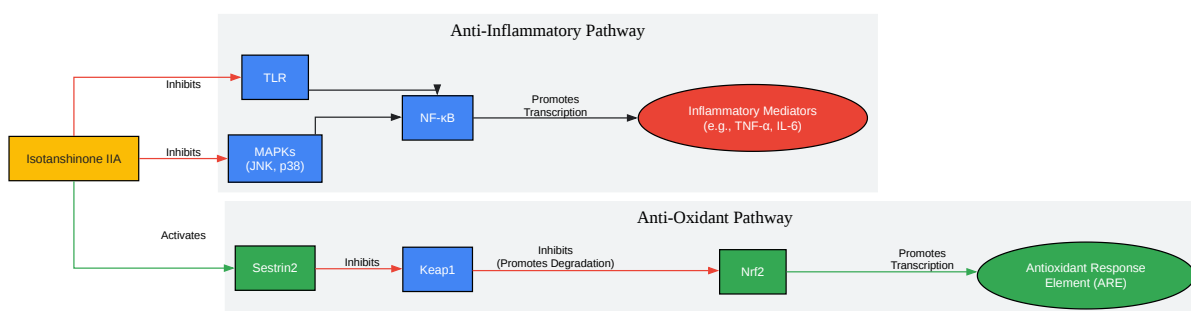 Anti-Inflammatory Pathway
TLR
Inhibits
NF-κB
Promotes
Transcription
Inflammatory Mediators
(e.g., TNF-α, IL-6)
Isotanshinone IIA
Inhibits
MAPKs
(JNK, p38)
Anti-Oxidant Pathway
Activates
Sestrin2
Inhibits
Keap1
Inhibits
(Promotes Degradation)
Nrf2
Promotes
Transcription
Antioxidant Response
Element (ARE)